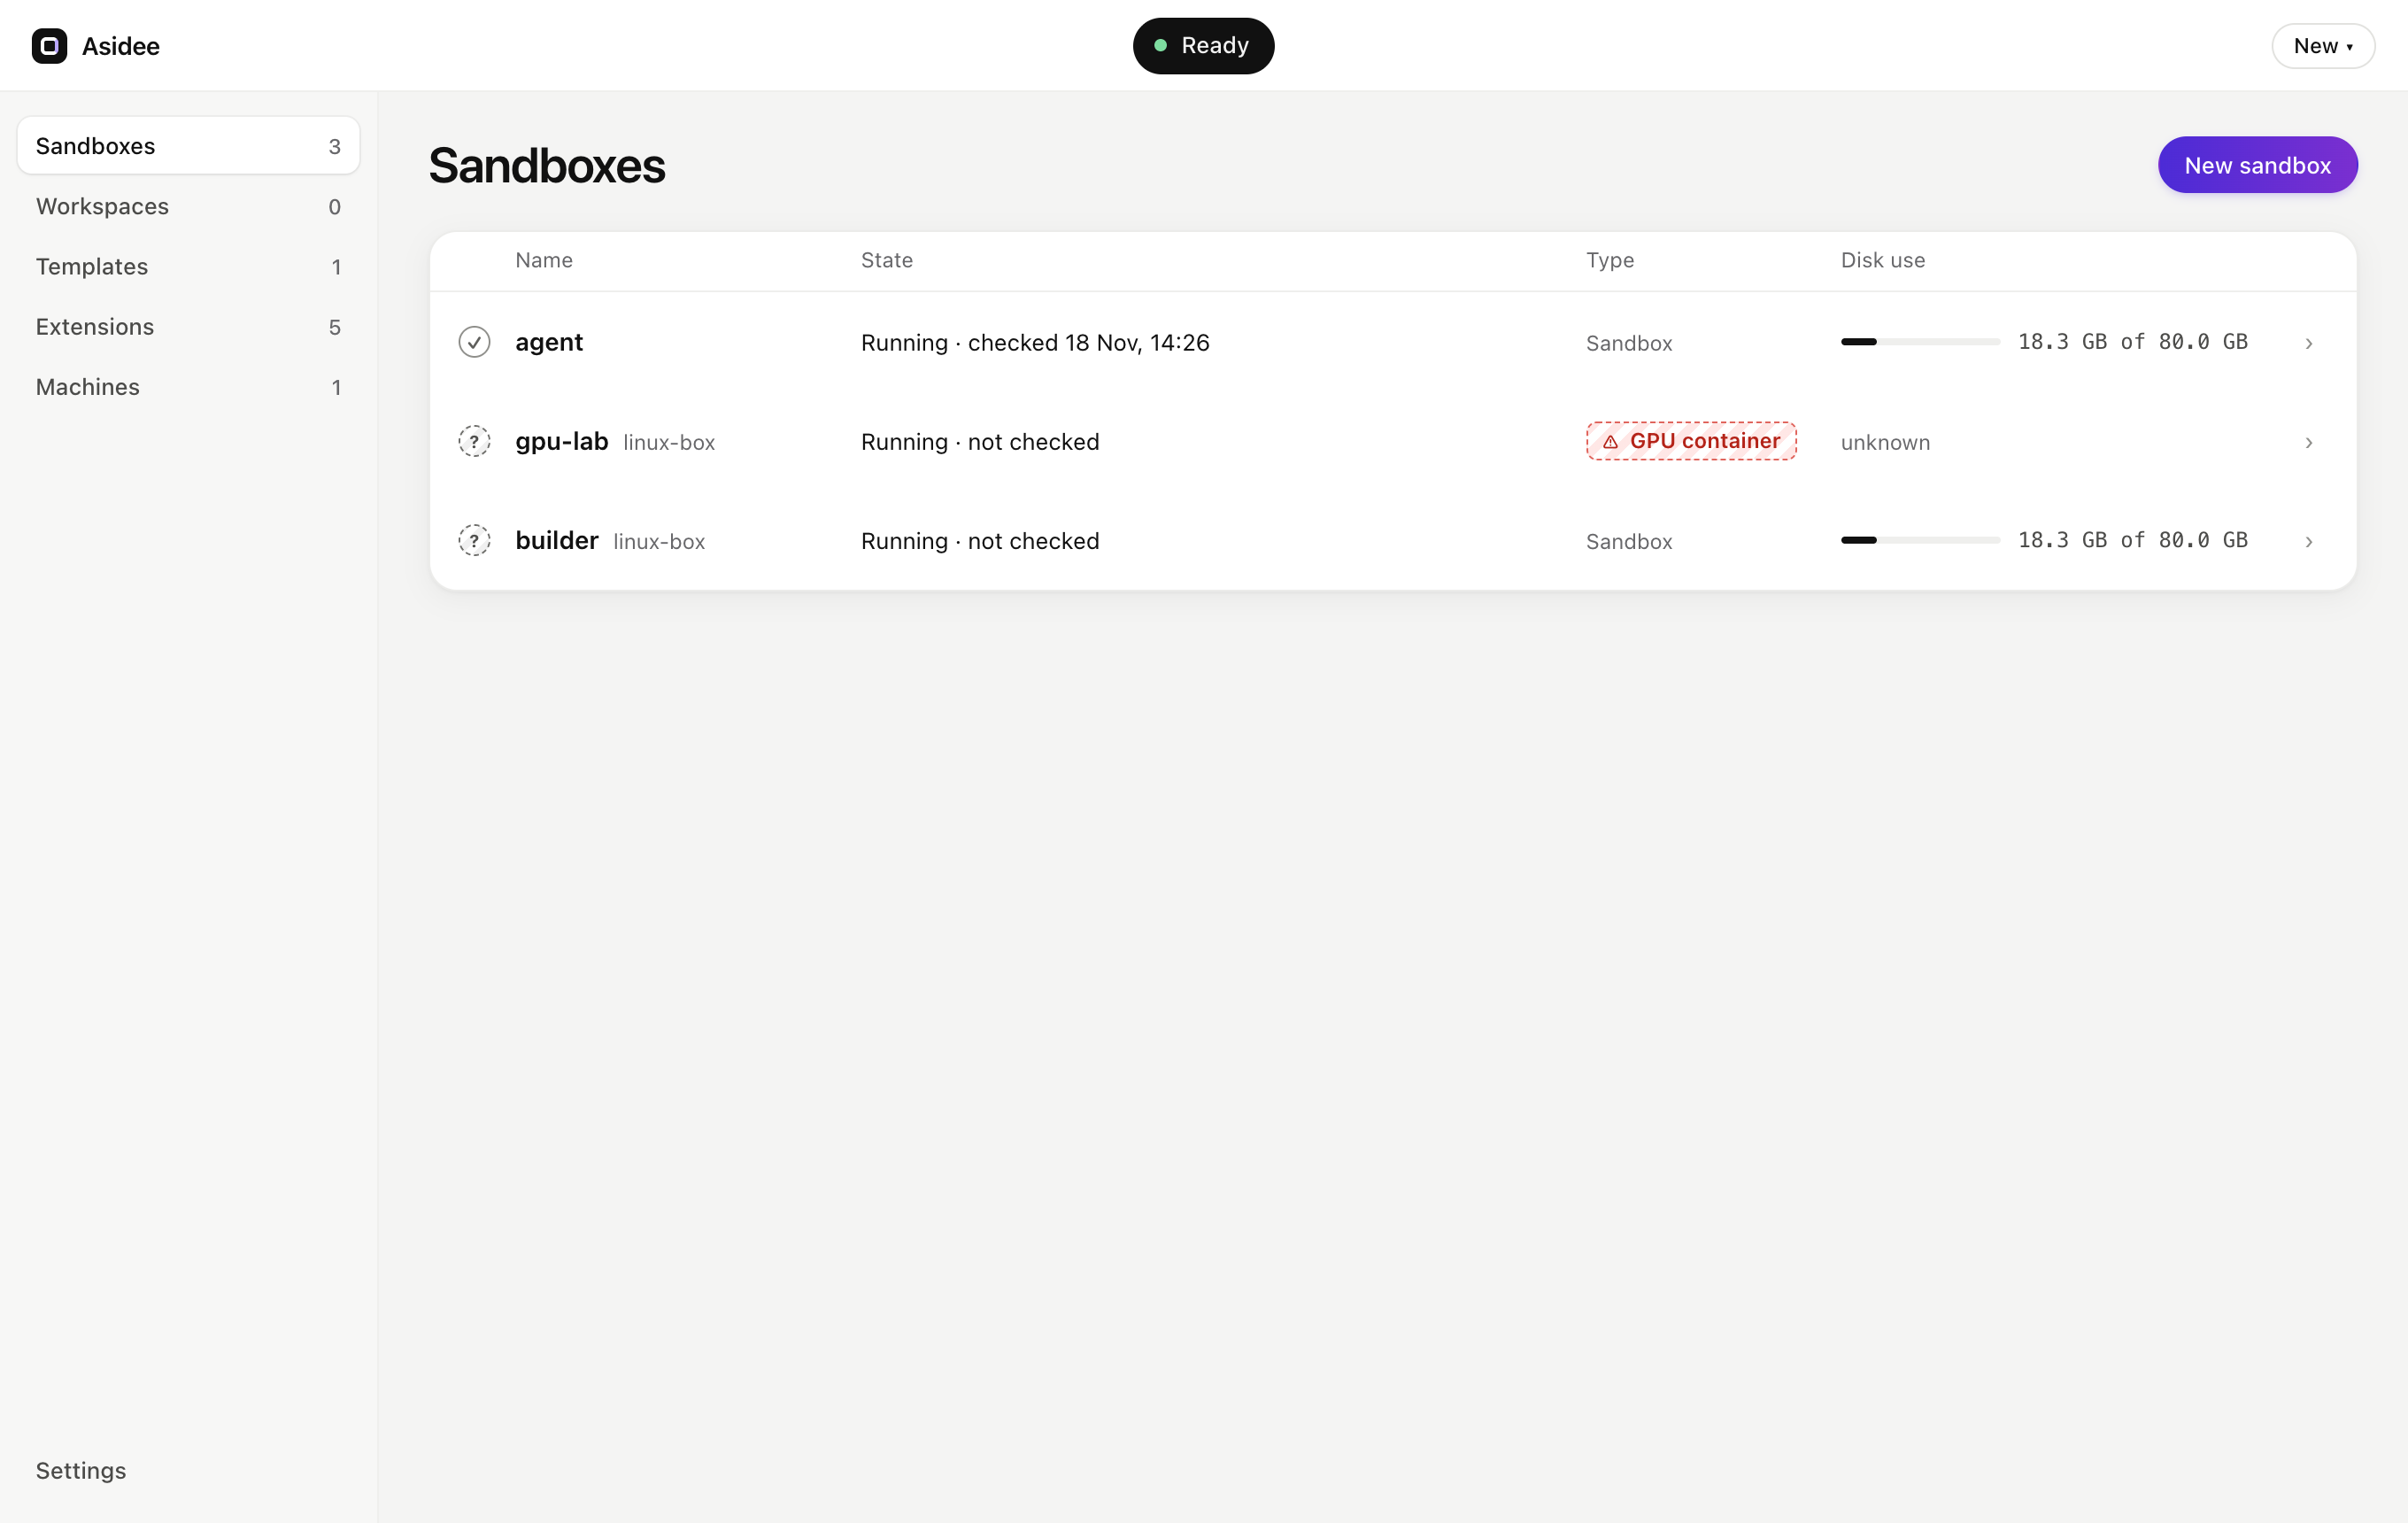 Asidee
Ready
New ▾
Sandboxes 3
Workspaces 0
Templates 1
Extensions 5
Machines 1
Settings
Sandboxes
New sandbox
Name State Type Disk use
agent Running · checked 18 Nov, 14:26 Sandbox 18.3 GB of 80.0 GB ›
? gpu-lab linux-box Running · not checked GPU container unknown ›
? builder linux-box Running · not checked Sandbox 18.3 GB of 80.0 GB ›